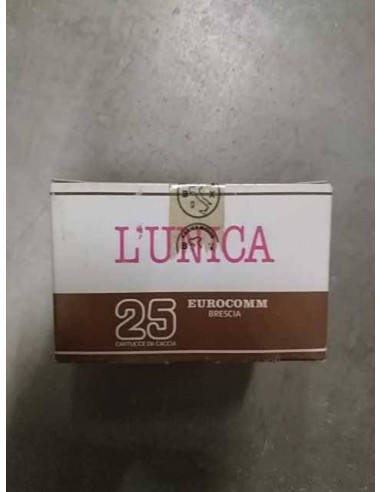 L'UNICA
25
EUROCOMM
BRESCIA
CARTUCCE DA CACCIA